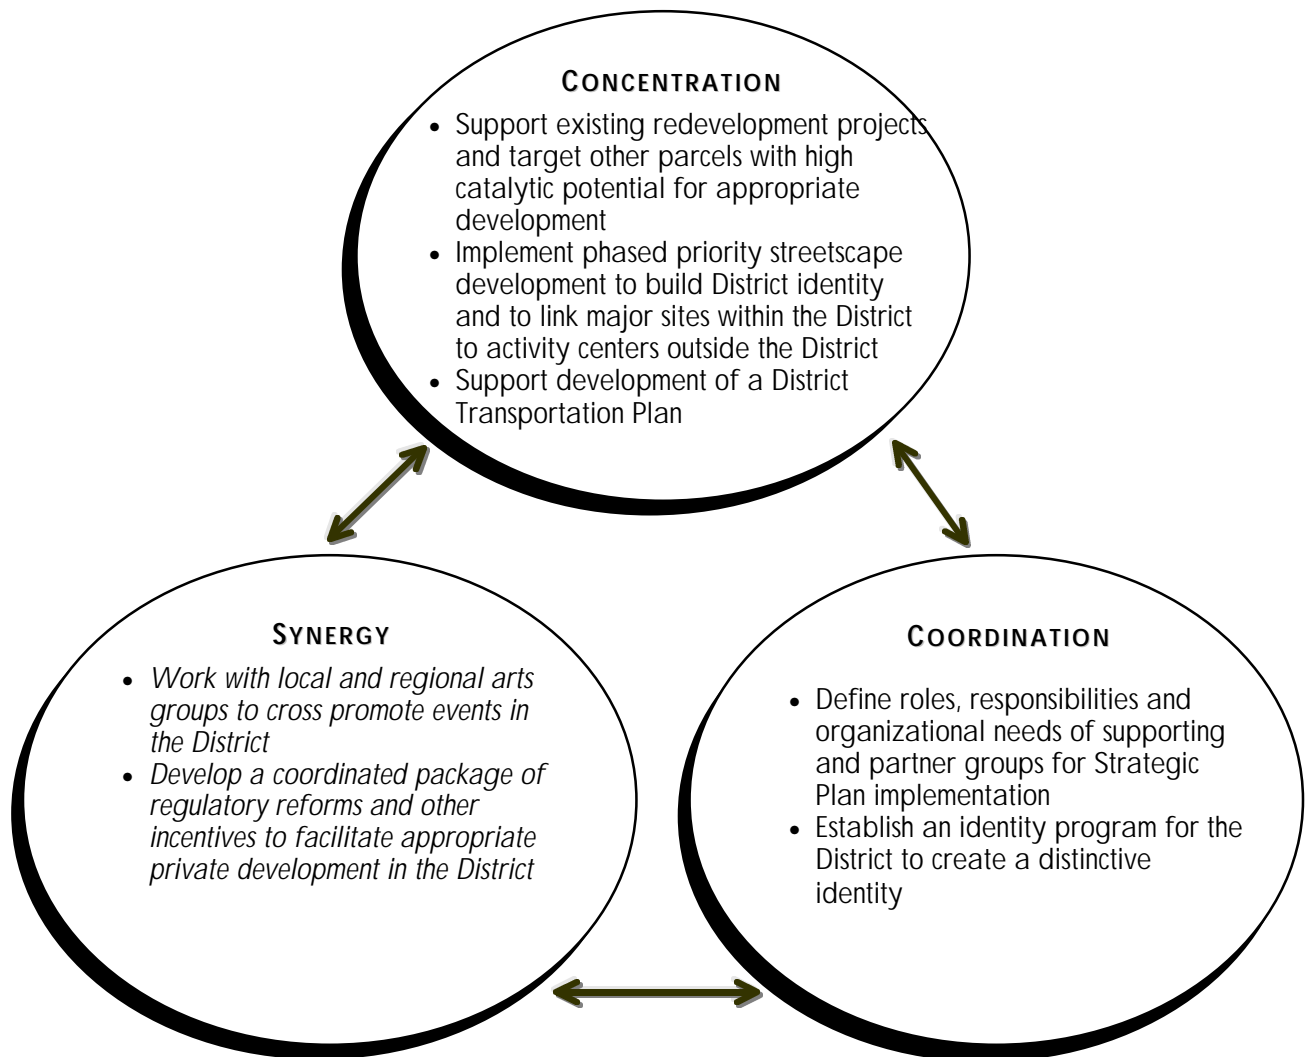 CONCENTRATION
• Support existing redevelopment projects
and target other parcels with high
catalytic potential for appropriate
development
• Implement phased priority streetscape
development to build District identity
and to link major sites within the District
to activity centers outside the District
• Support development of a District
Transportation Plan
SYNERGY
• Work with local and regional arts
groups to cross promote events in
the District
• Develop a coordinated package of
regulatory reforms and other
incentives to facilitate appropriate
private development in the District
COORDINATION
• Define roles, responsibilities and
organizational needs of supporting
and partner groups for Strategic
Plan implementation
• Establish an identity program for the
District to create a distinctive
identity